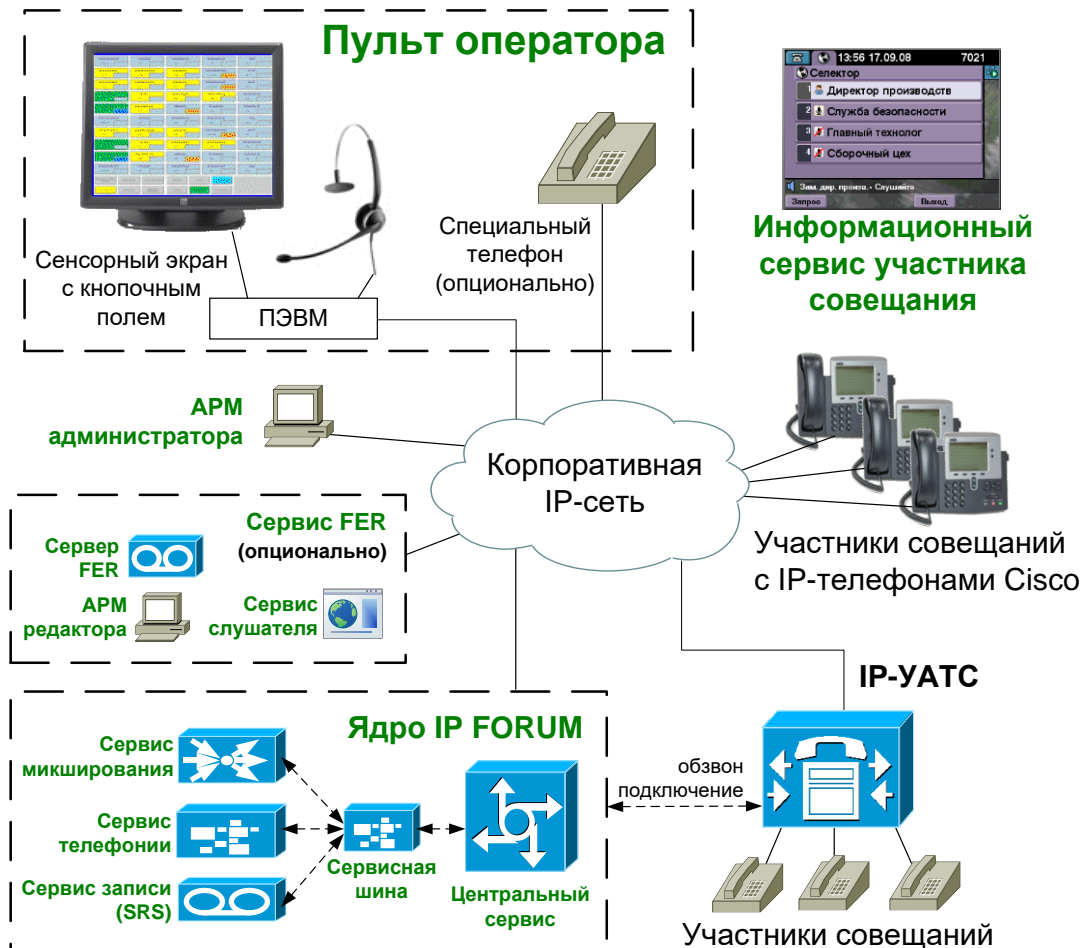 Пульт оператора
Сенсорный экран
с кнопочным
полем
ПЭВМ
Специальный
телефон
(опционально)
13:56 17.09.08 7021
Селектор
1 Директор производств
2 Служба безопасности
3 Главный технолог
4 Сборочный цех
Зам. дир. произв. - Слушайте
Запрос Выход
Информационный
сервис участника
совещания
АРМ
администратора
Корпоративная
IP-сеть
Участники совещаний
с IP-телефонами Cisco
Сервис FER
(опционально)
Сервер
FER
АРМ
редактора
Сервис
слушателя
Ядро IP FORUM
Сервис
микширования
Сервис
телефонии
Сервис записи
(SRS)
Сервисная
шина
Центральный
сервис
обзвон
подключение
IP-УАТС
Участники совещаний